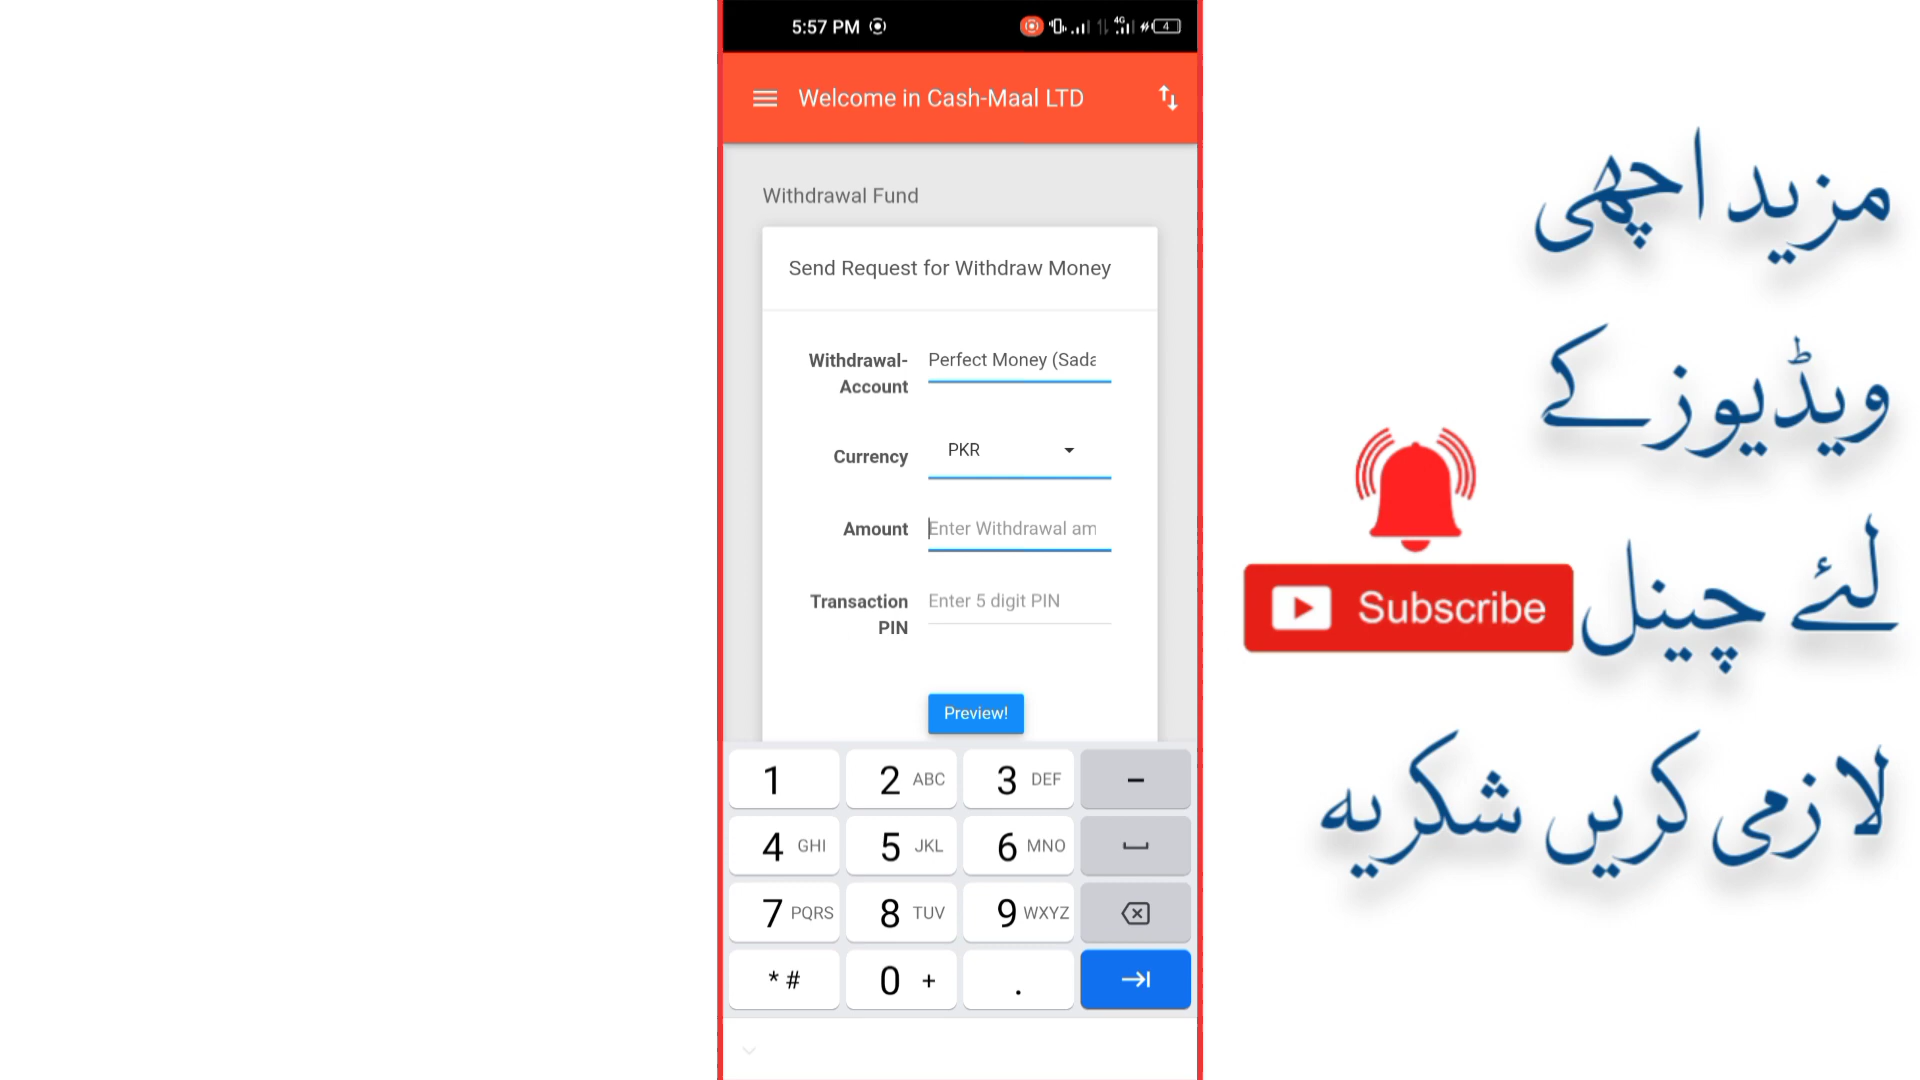 5:57 PM
4G
4
Welcome in Cash-Maal LTD
Withdrawal Fund
Send Request for Withdraw Money
Withdrawal-
Account
Perfect Money (Sada
Currency
PKR
Amount
Enter Withdrawal am
Transaction
PIN
Enter 5 digit PIN
Preview!
1
2 ABC
3 DEF
–
4 GHI
5 JKL
6 MNO
7 PQRS
8 TUV
9 WXYZ
* #
0 +
.
مزید اچھی
ویڈیوز کے
لئے چینل
Subscribe
لازمی کریں شکریہ